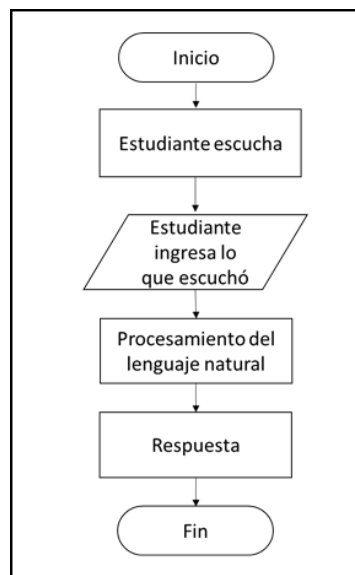 Inicio
Estudiante escucha
Estudiante
ingresa lo
que escuchó
Procesamiento del
lenguaje natural
Respuesta
Fin